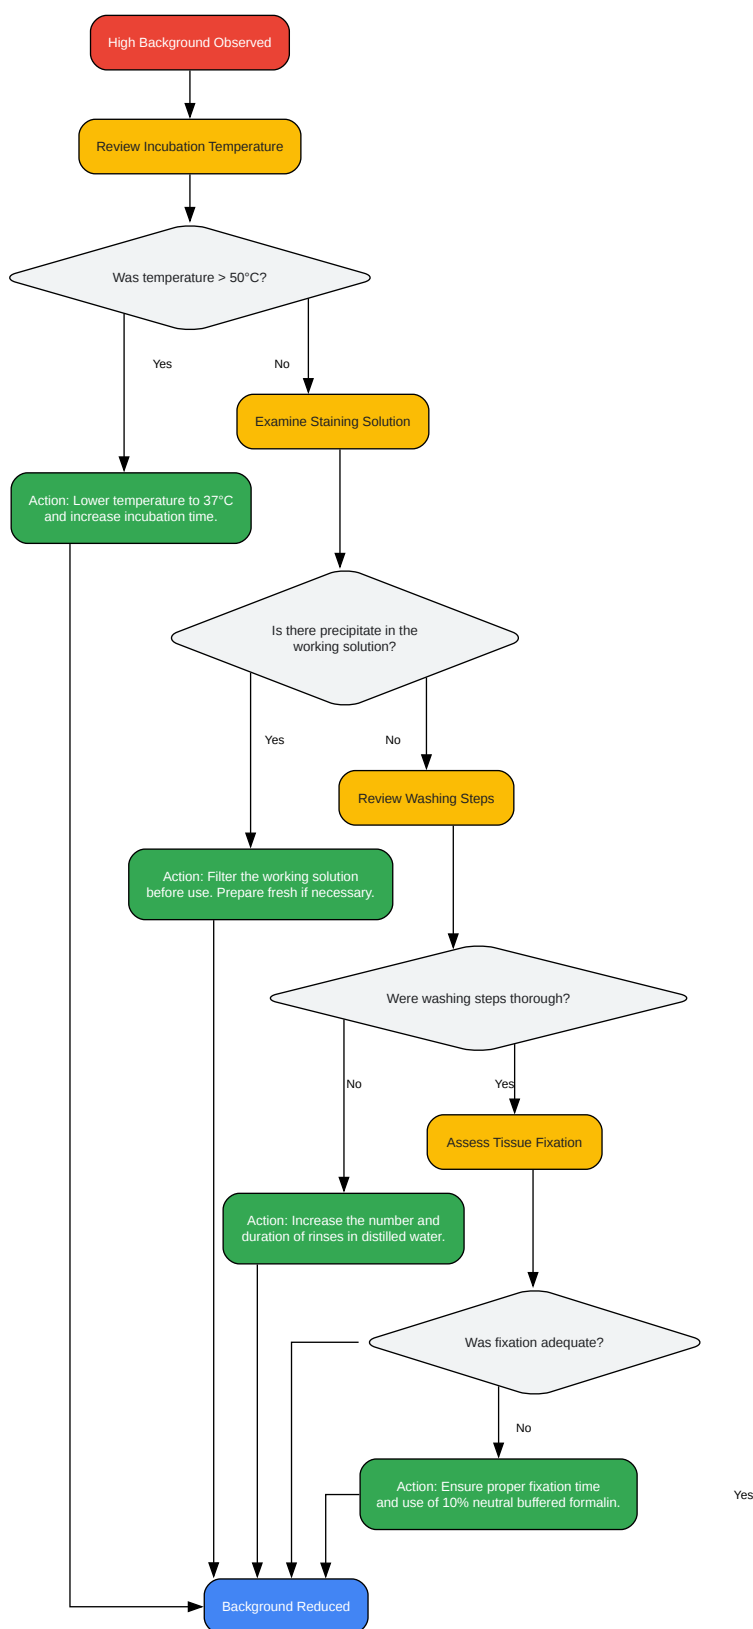 High Background Observed
Review Incubation Temperature
Was temperature > 50°C?
Yes
No
Examine Staining Solution
Action: Lower temperature to 37°C
and increase incubation time.
Is there precipitate in the
working solution?
Yes
No
Review Washing Steps
Action: Filter the working solution
before use. Prepare fresh if necessary.
Were washing steps thorough?
No
Yes
Assess Tissue Fixation
Action: Increase the number and
duration of rinses in distilled water.
Was fixation adequate?
No
Action: Ensure proper fixation time
and use of 10% neutral buffered formalin.
Yes
Background Reduced